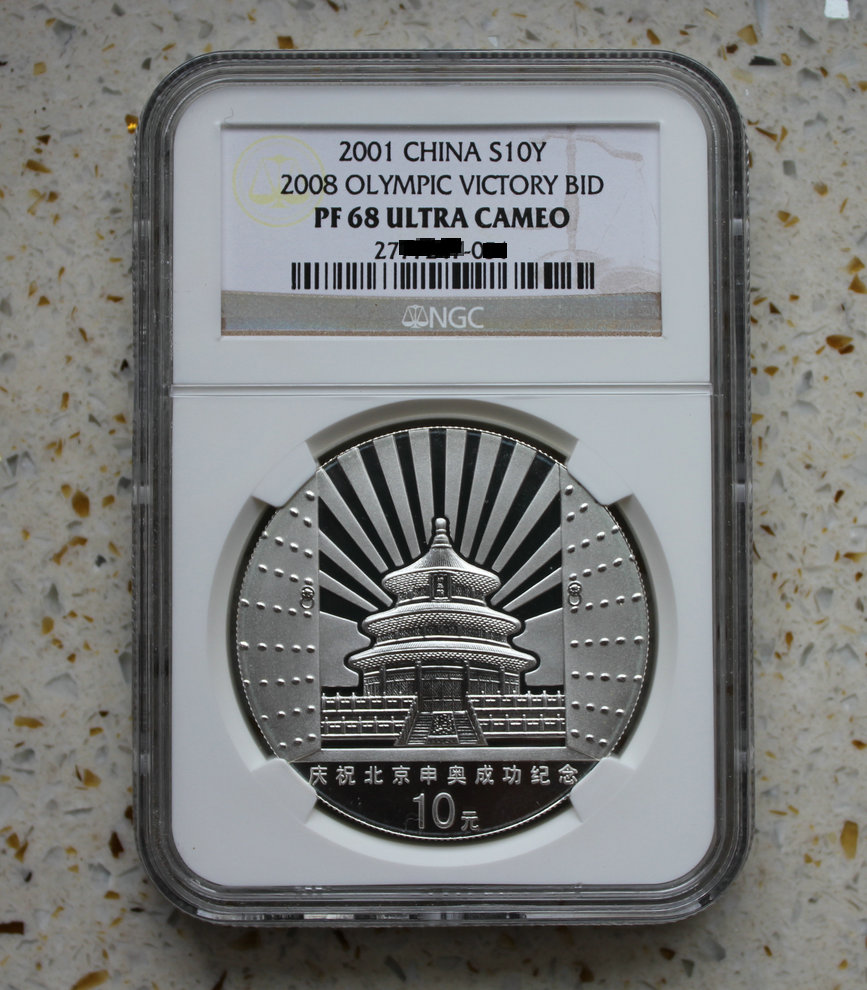 2001 CHINA S10Y
2008 OLYMPIC VICTORY BID
PF 68 ULTRA CAMEO
NGC
庆祝北京申奥成功纪念
10元